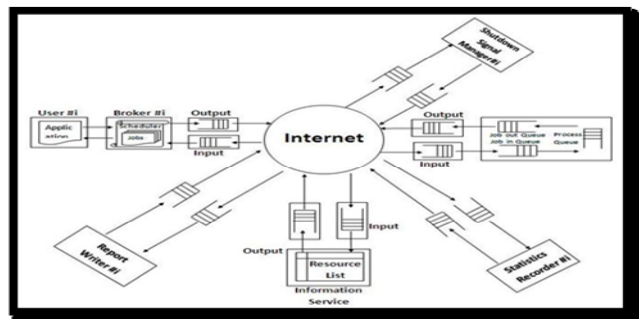 Shutdown
Signal
Manager#i
User #i
Broker #i
Output
Output
Applic
ation
Scheduler
Jobs
Internet
Job out Queue
Job in Queue
Process
Queue
Input
Input
Report
Writer #i
Input
Output
Resource
List
Information
Service
Statistics
Recorder#i